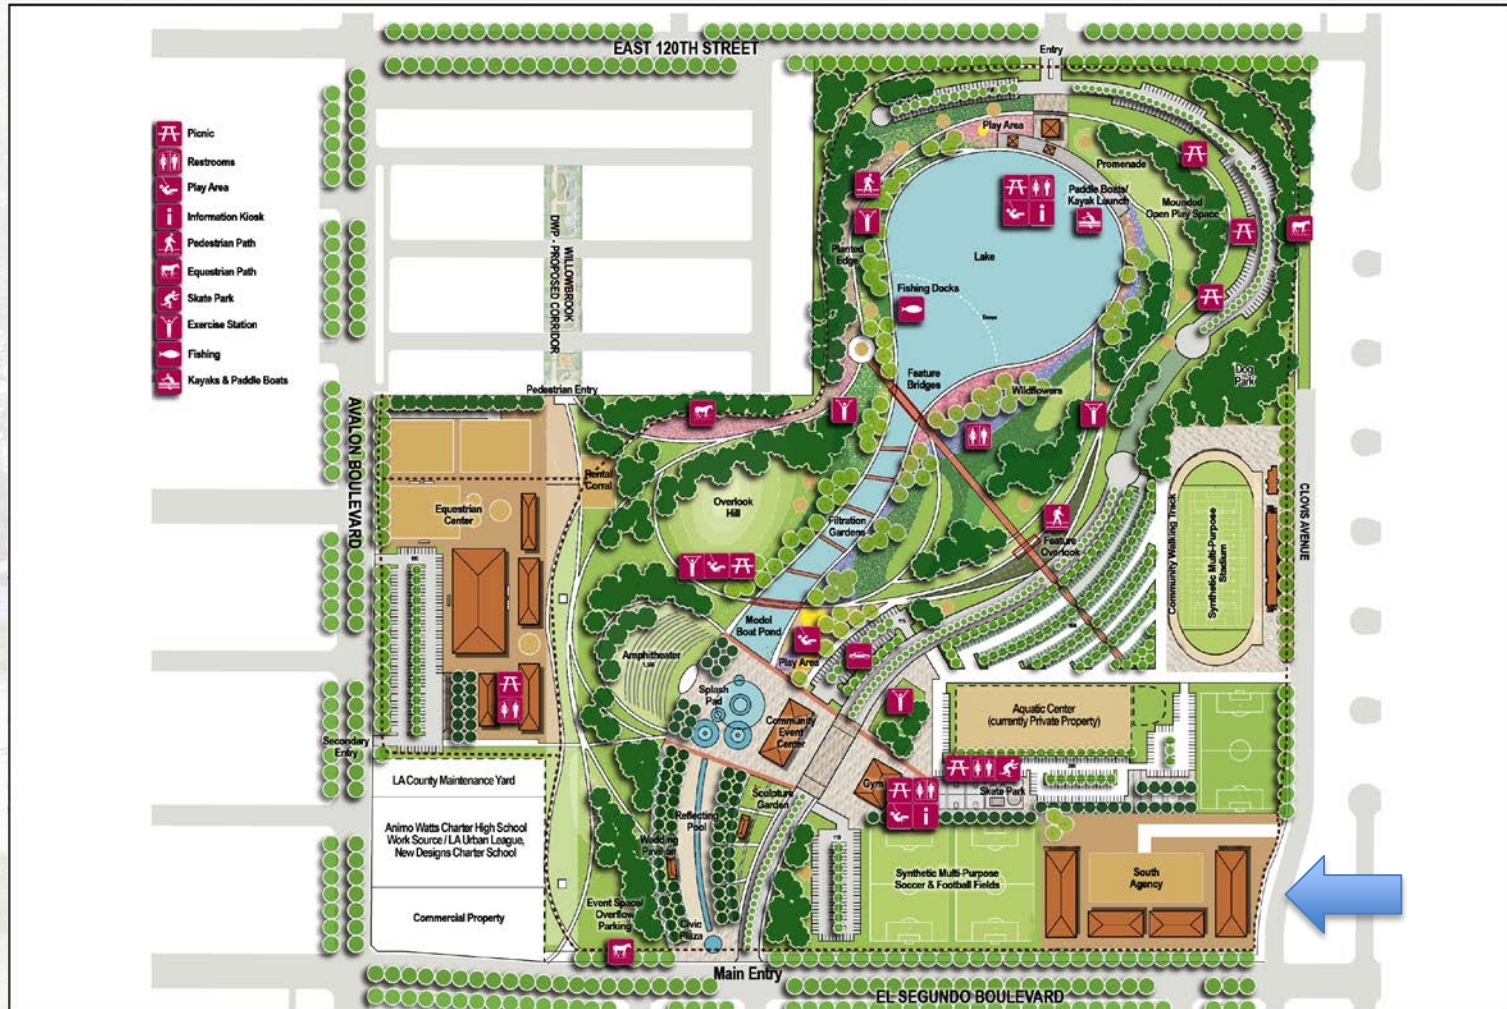 EAST 120TH STREET
Entry
Picnic
Restrooms
Play Area
Information Kiosk
Pedestrian Path
Equestrian Path
Skate Park
Exercise Station
Fishing
Kayaks & Paddle Boats
Play Area
Promenade
Paddle Boats/
Kayak Launch
Mounded
Open Play Space
Planted
Edge
Lake
Fishing Docks
Feature
Bridges
Wildflowers
Dog
Park
WILLOWBROOK
DWP - PROPOSED CORRIDOR
Pedestrian Entry
AVALON BOULEVARD
CLOVIS AVENUE
Rental
Corral
Equestrian
Center
Overlook
Hill
Filtration
Gardens
Feature
Overlook
Community Walking Track
Synthetic Multi-Purpose
Stadium
Model
Boat Pond
Play Area
Amphitheater
Splash
Pad
Community
Event
Center
Aquatic Center
(currently Private Property)
Secondary
Entry
LA County Maintenance Yard
Animo Watts Charter High School
Work Source / LA Urban League,
New Designs Charter School
Commercial Property
Gym
Skate Park
Sculpture
Garden
Reflecting
Pool
Wedding
Pavilion
Synthetic Multi-Purpose
Soccer & Football Fields
South
Agency
Event Space/
Overflow
Parking
Civic
Plaza
Main Entry
EL SEGUNDO BOULEVARD